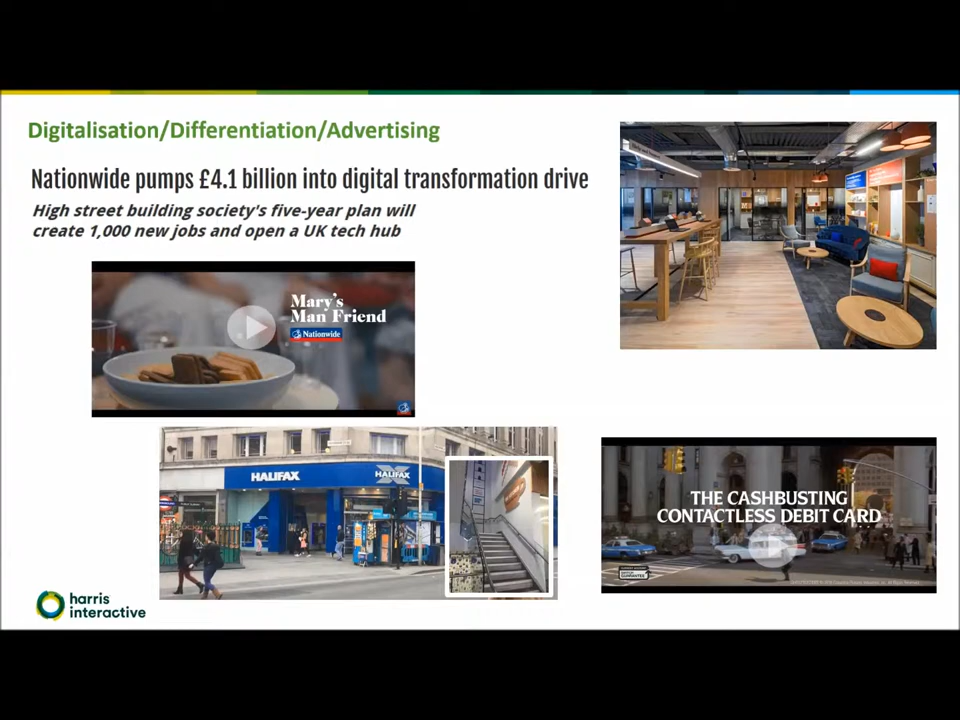 Digitalisation/Differentiation/Advertising
Nationwide pumps £4.1 billion into digital transformation drive
High street building society's five-year plan will
create 1,000 new jobs and open a UK tech hub
Mary's
Man Friend
Nationwide
HALIFAX
HALIFAX
THE CASHBUSTING
CONTACTLESS DEBIT CARD
harris
interactive